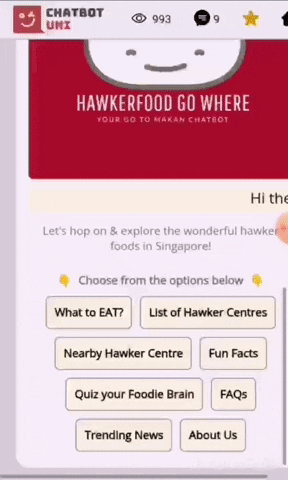 CHATBOT
UMI
993
9
HAWKERFOOD GO WHERE
YOUR GO TO MAKAN CHATBOT
Hi the
Let's hop on & explore the wonderful hawker
foods in Singapore!
👇 Choose from the options below 👇
What to EAT?
List of Hawker Centres
Nearby Hawker Centre
Fun Facts
Quiz your Foodie Brain
FAQs
Trending News
About Us